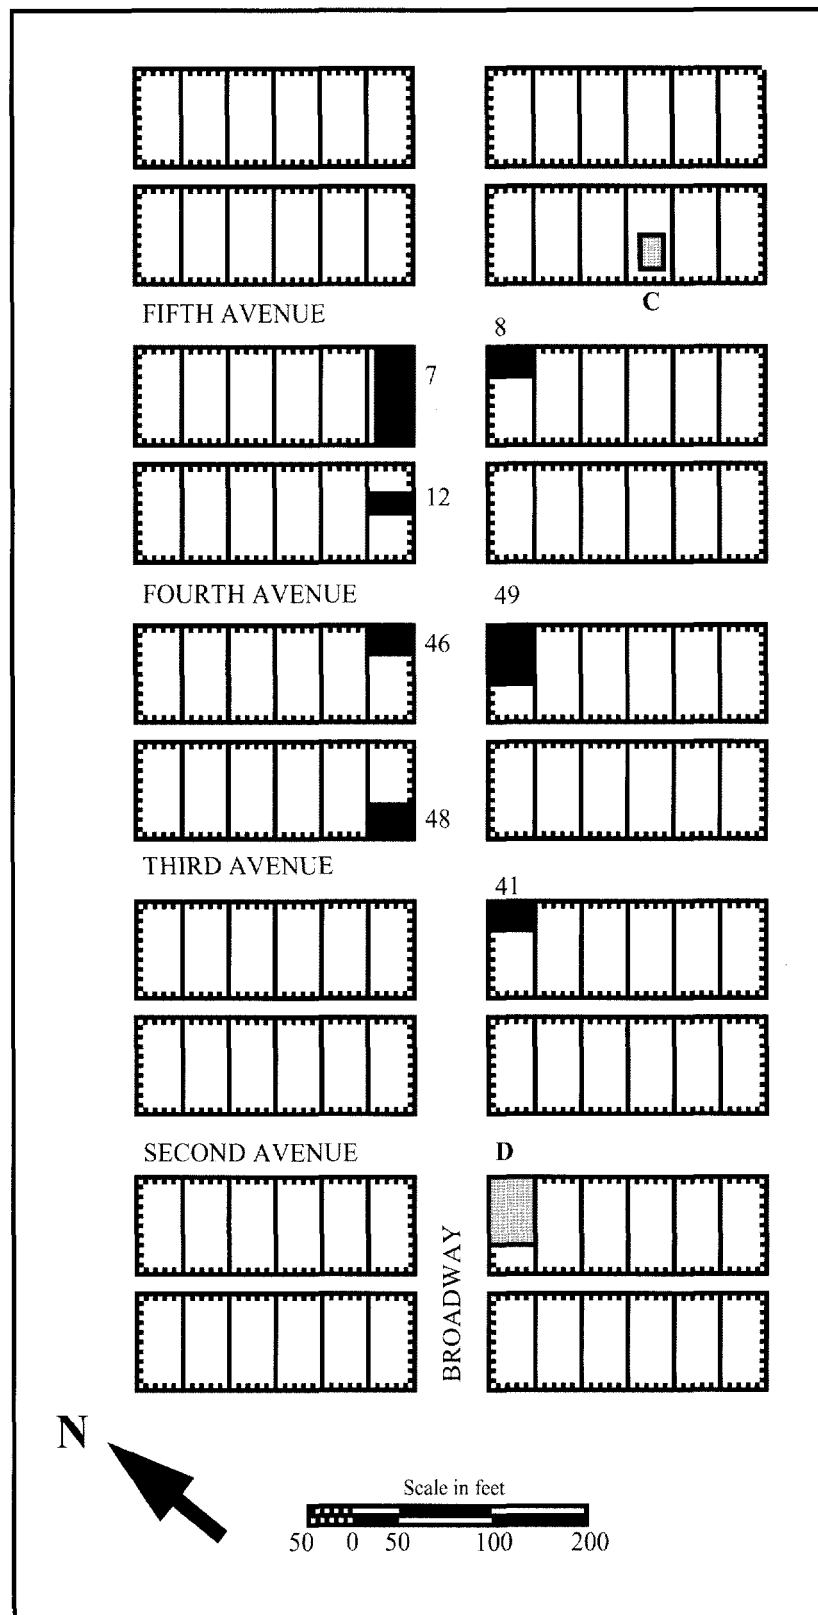 C
FIFTH AVENUE
8
7
12
FOURTH AVENUE
49
46
48
THIRD AVENUE
41
SECOND AVENUE
D
BROADWAY
N
Scale in feet
50 0 50 100 200